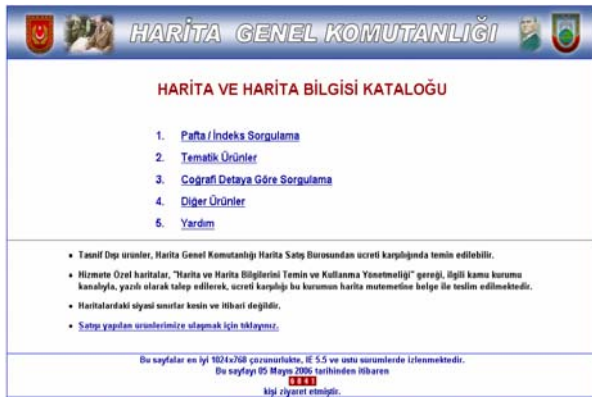 HARİTA GENEL KOMUTANLIĞI
HARİTA VE HARİTA BİLGİSİ KATALOĞU
1. Pafta / İndeks Sorgulama
2. Tematik Ürünler
3. Coğrafi Detaya Göre Sorgulama
4. Diğer Ürünler
5. Yardım
• Tasnif Dışı ürünler, Harita Genel Komutanlığı Harita Satış Bürosundan ücreti karşılığında temin edilebilir.
• Hizmete Özel haritalar, "Harita ve Harita Bilgilerini Temin ve Kullanma Yönetmeliği" gereği, ilgili kamu kurumu
kanalıyla, yazılı olarak talep edilerek, ücreti karşılığı bu kurumun harita mutemetine belge ile teslim edilmektedir.
• Haritalardaki siyasi sınırlar kesin ve itibari değildir.
• Satışı yapılan ürünlerimize ulaşmak için tıklayınız.
Bu sayfalar en iyi 1024x768 çözünürlükte, IE 5.5 ve üstü sürümlerde izlenmektedir.
Bu sayfayı 05 Mayıs 2006 tarihinden itibaren
9841
kişi ziyaret etmiştir.